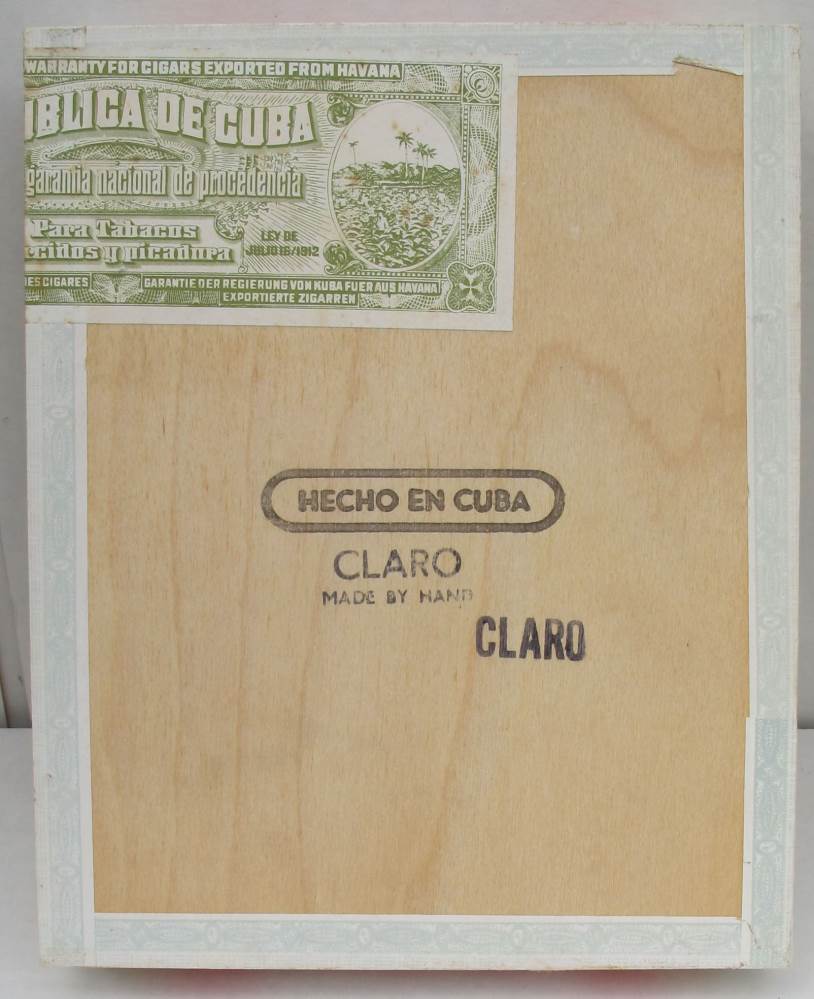 WARRANTY FOR CIGARS EXPORTED FROM HAVANA
BLICA DE CUBA
garantia nacional de procedencia
Para Tabacos
cidos y picadura
LEY DE
JULIO 16/1912
DES CIGARES
GARANTIE DER REGIERUNG VON KUBA FUER AUS HAVANA
EXPORTIERTE ZIGARREN
HECHO EN CUBA
CLARO
MADE BY HAND
CLARO